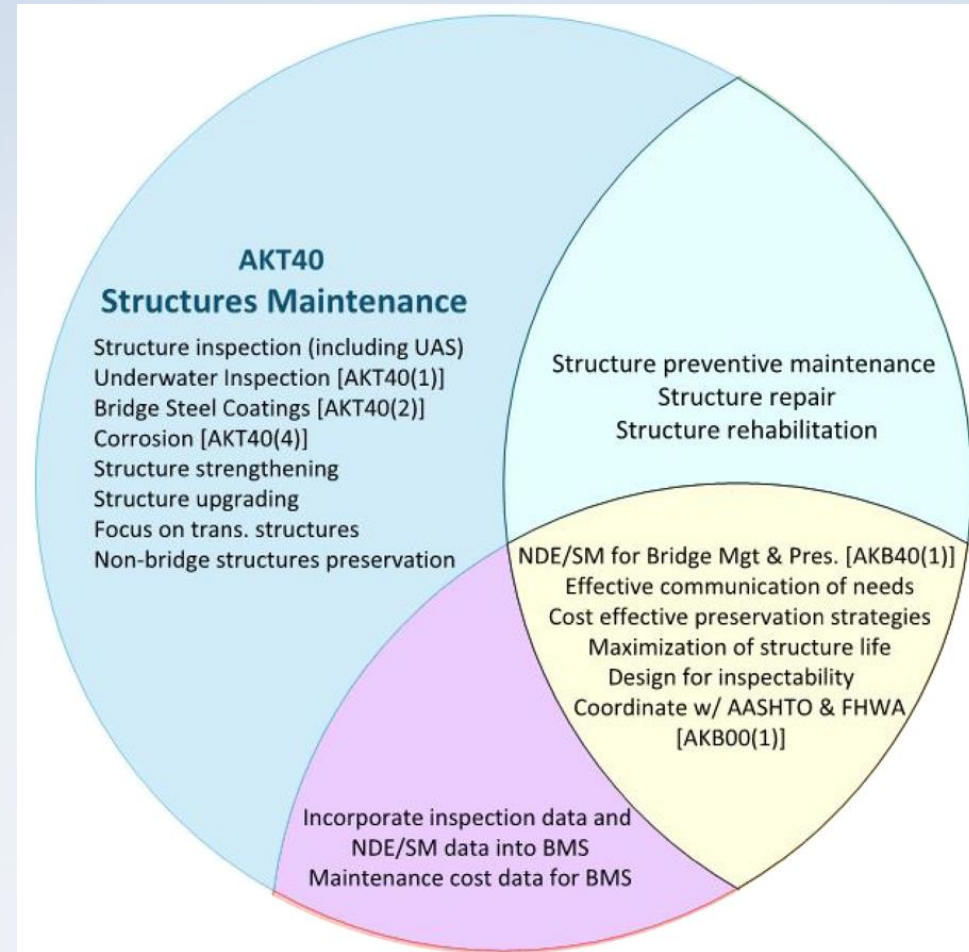 AKT40
Structures Maintenance
Structure inspection (including UAS)
Underwater Inspection [AKT40(1)]
Bridge Steel Coatings [AKT40(2)]
Corrosion [AKT40(4)]
Structure strengthening
Structure upgrading
Focus on trans. structures
Non-bridge structures preservation
Structure preventive maintenance
Structure repair
Structure rehabilitation
NDE/SM for Bridge Mgt & Pres. [AKB40(1)]
Effective communication of needs
Cost effective preservation strategies
Maximization of structure life
Design for inspectability
Coordinate w/ AASHTO & FHWA
[AKB00(1)]
Incorporate inspection data and
NDE/SM data into BMS
Maintenance cost data for BMS